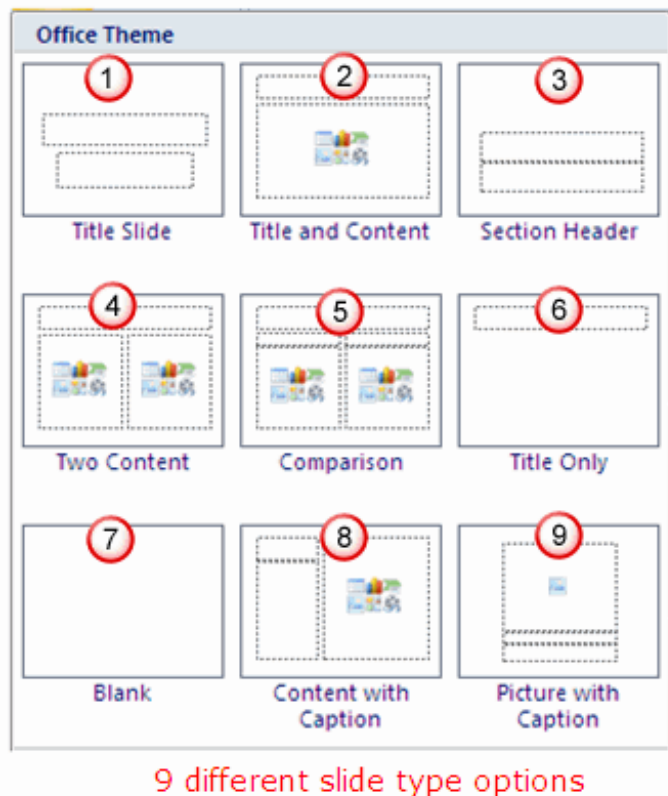 Office Theme
1
2
3
Title Slide
Title and Content
Section Header
4
5
6
Two Content
Comparison
Title Only
7
8
9
Blank
Content with
Caption
Picture with
Caption
9 different slide type options